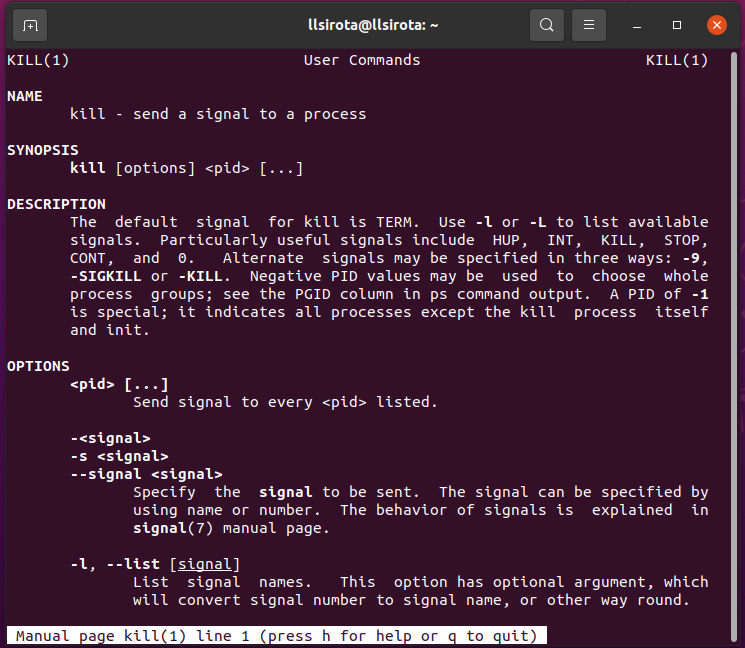 llsirota@llsirota: ~
KILL(1) User Commands KILL(1)
NAME
kill - send a signal to a process
SYNOPSIS
kill [options] <pid> [...]
DESCRIPTION
The default signal for kill is TERM. Use -l or -L to list available
signals. Particularly useful signals include HUP, INT, KILL, STOP,
CONT, and 0. Alternate signals may be specified in three ways: -9,
-SIGKILL or -KILL. Negative PID values may be used to choose whole
process groups; see the PGID column in ps command output. A PID of -1
is special; it indicates all processes except the kill process itself
and init.
OPTIONS
<pid> [...]
Send signal to every <pid> listed.
-<signal>
-s <signal>
--signal <signal>
Specify the signal to be sent. The signal can be specified by
using name or number. The behavior of signals is explained in
signal(7) manual page.
-l, --list [signal]
List signal names. This option has optional argument, which
will convert signal number to signal name, or other way round.
Manual page kill(1) line 1 (press h for help or q to quit)